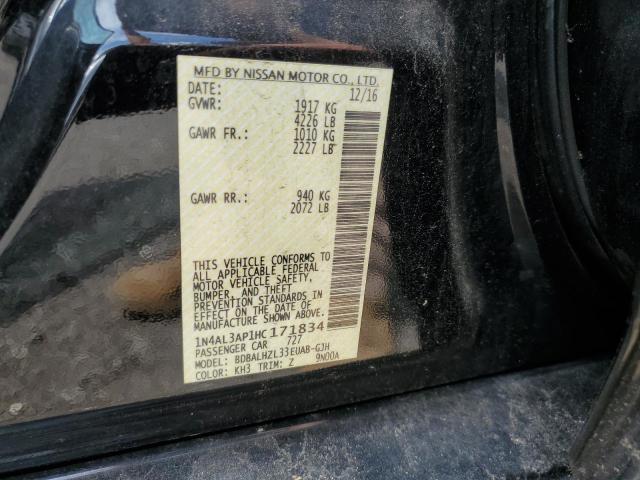 MFD BY NISSAN MOTOR CO., LTD.
DATE: 12/16
GVWR: 1917 KG
4226 LB
GAWR FR.: 1010 KG
2227 LB
GAWR RR.: 940 KG
2072 LB
THIS VEHICLE CONFORMS TO
ALL APPLICABLE FEDERAL
MOTOR VEHICLE SAFETY,
BUMPER, AND THEFT
PREVENTION STANDARDS IN
EFFECT ON THE DATE OF
MANUFACTURE SHOWN ABOVE.
1N4AL3AP1HC171834
PASSENGER CAR 727
MODEL: BDBALHZL33EUAB-GJH
COLOR: KH3 TRIM: Z 9N00A